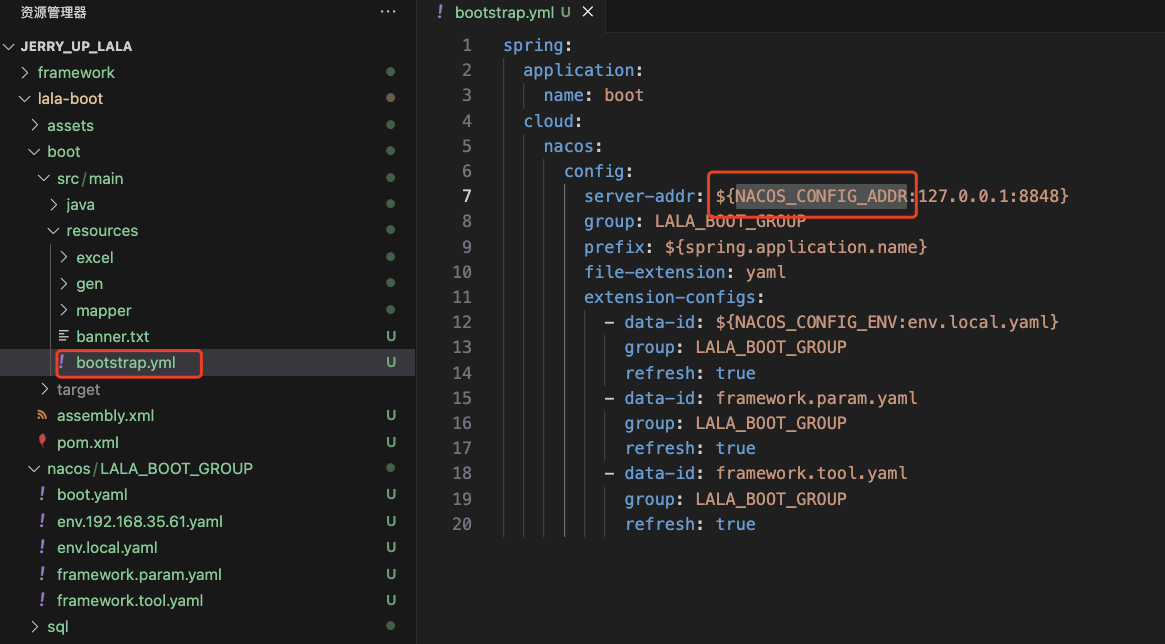 资源管理器 ···
JERRY_UP_LALA
framework
lala-boot
assets
boot
src/main
java
resources
excel
gen
mapper
banner.txt U
! bootstrap.yml U
target
assembly.xml U
pom.xml U
nacos/LALA_BOOT_GROUP
! boot.yaml U
! env.192.168.35.61.yaml U
! env.local.yaml U
! framework.param.yaml U
! framework.tool.yaml U
sql
! bootstrap.yml U
1 spring:
2 application:
3 name: boot
4 cloud:
5 nacos:
6 config:
7 server-addr: ${NACOS_CONFIG_ADDR:127.0.0.1:8848}
8 group: LALA_BOOT_GROUP
9 prefix: ${spring.application.name}
10 file-extension: yaml
11 extension-configs:
12 - data-id: ${NACOS_CONFIG_ENV:env.local.yaml}
13 group: LALA_BOOT_GROUP
14 refresh: true
15 - data-id: framework.param.yaml
16 group: LALA_BOOT_GROUP
17 refresh: true
18 - data-id: framework.tool.yaml
19 group: LALA_BOOT_GROUP
20 refresh: true